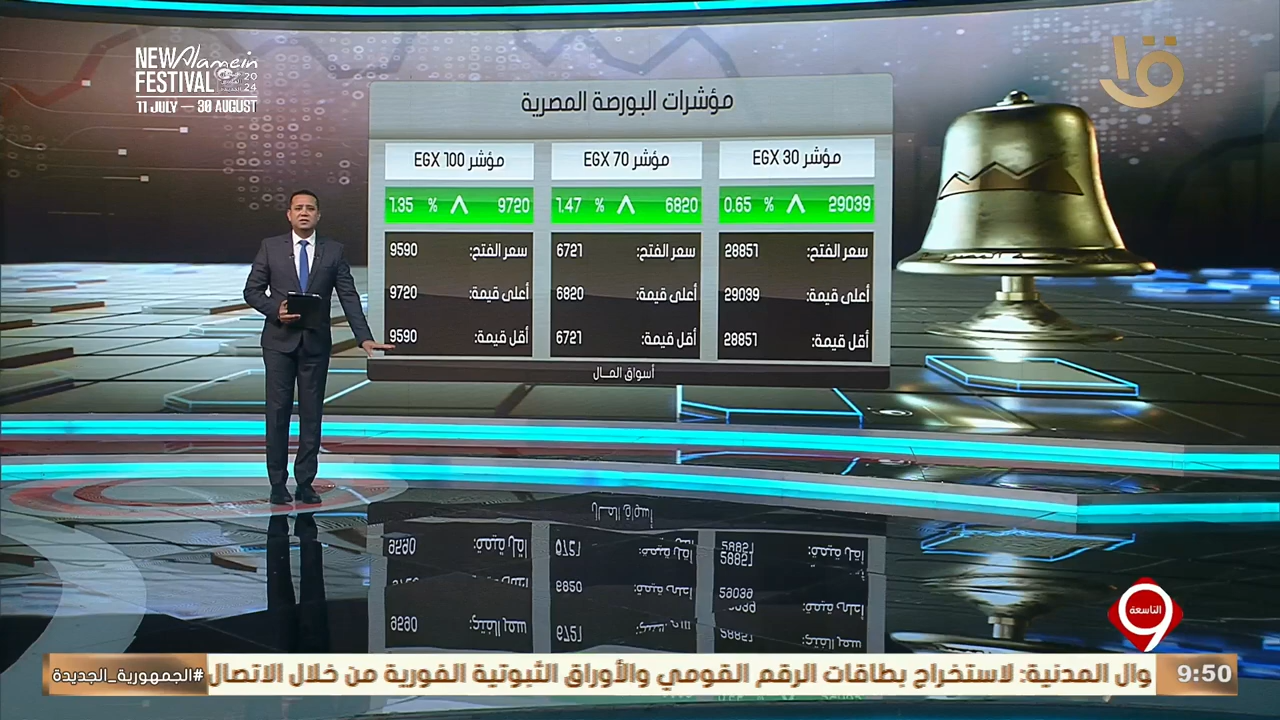 NEW Alamein
FESTIVAL 2024
11 JULY — 30 AUGUST
مؤشرات البورصة المصرية
مؤشر EGX 30
29039 % 0.65
سعر الفتح: 28851
أعلى قيمة: 29039
أقل قيمة: 28851
مؤشر EGX 70
6820 % 1.47
سعر الفتح: 6721
أعلى قيمة: 6820
أقل قيمة: 6721
مؤشر EGX 100
9720 % 1.35
سعر الفتح: 9590
أعلى قيمة: 9720
أقل قيمة: 9590
أسواق المـــال
التاسعة
9
9:50
وال المدنية: لاستخراج بطاقات الرقم القومي والأوراق الثبوتية الفورية من خلال الاتصال
#الجمهورية_الجديدة